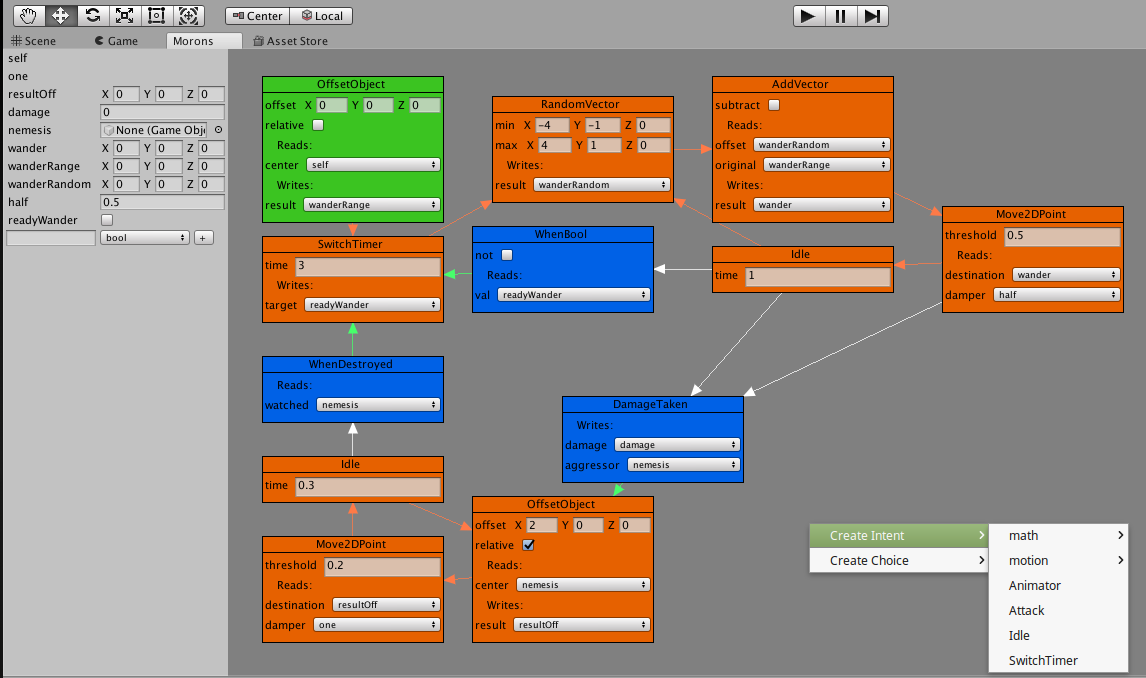 Center Local
Scene Game Morons Asset Store
self
one
resultOff X 0 Y 0 Z 0
damage 0
nemesis None (Game Obj
wander X 0 Y 0 Z 0
wanderRange X 0 Y 0 Z 0
wanderRandom X 0 Y 0 Z 0
half 0.5
readyWander
bool +
OffsetObject
offset X 0 Y 0 Z 0
relative
Reads:
center self
Writes:
result wanderRange
RandomVector
min X -4 Y -1 Z 0
max X 4 Y 1 Z 0
Writes:
result wanderRandom
AddVector
subtract
Reads:
offset wanderRandom
original wanderRange
Writes:
result wander
Move2DPoint
threshold 0.5
Reads:
destination wander
damper half
SwitchTimer
time 3
Writes:
target readyWander
WhenBool
not
Reads:
val readyWander
Idle
time 1
WhenDestroyed
Reads:
watched nemesis
DamageTaken
Writes:
damage damage
aggressor nemesis
Idle
time 0.3
OffsetObject
offset X 2 Y 0 Z 0
relative
Reads:
center nemesis
Writes:
result resultOff
Move2DPoint
threshold 0.2
Reads:
destination resultOff
damper one
Create Intent
Create Choice
math
motion
Animator
Attack
Idle
SwitchTimer